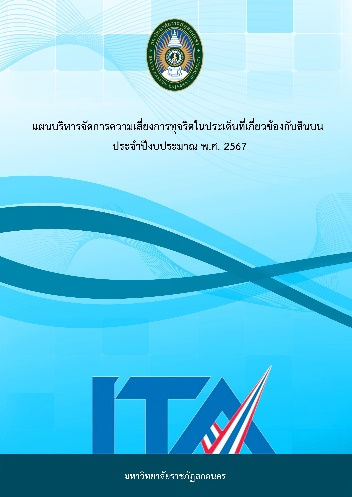 แผนบริหารจัดการความเสี่ยงการทุจริตในประเด็นที่เกี่ยวข้องกับสินบน
ประจำปีงบประมาณ พ.ศ. 2567
ITA
มหาวิทยาลัยราชภัฏสกลนคร